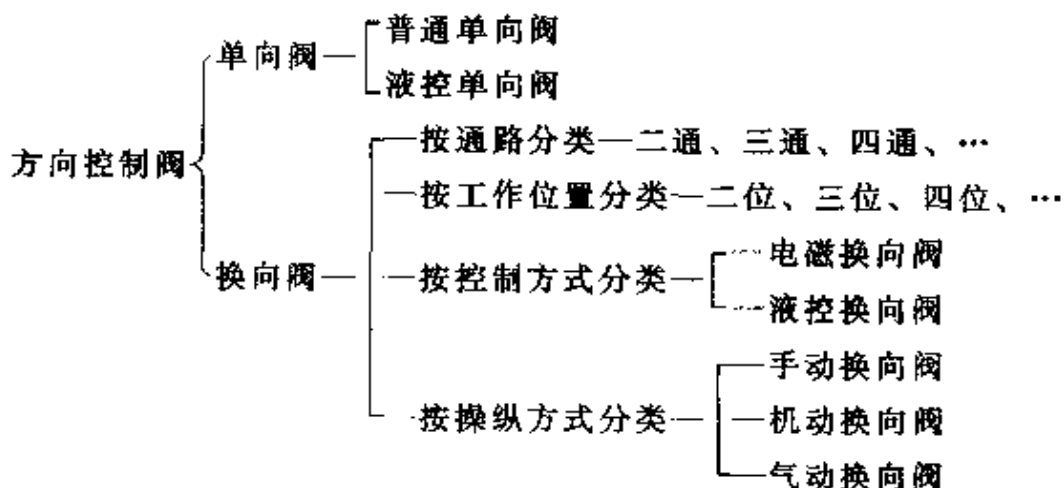 单向阀
普通单向阀
液控单向阀
方向控制阀
换向阀
按通路分类
二通、三通、四通、…
按工作位置分类
二位、三位、四位、…
按控制方式分类
电磁换向阀
液控换向阀
按操纵方式分类
手动换向阀
机动换向阀
气动换向阀